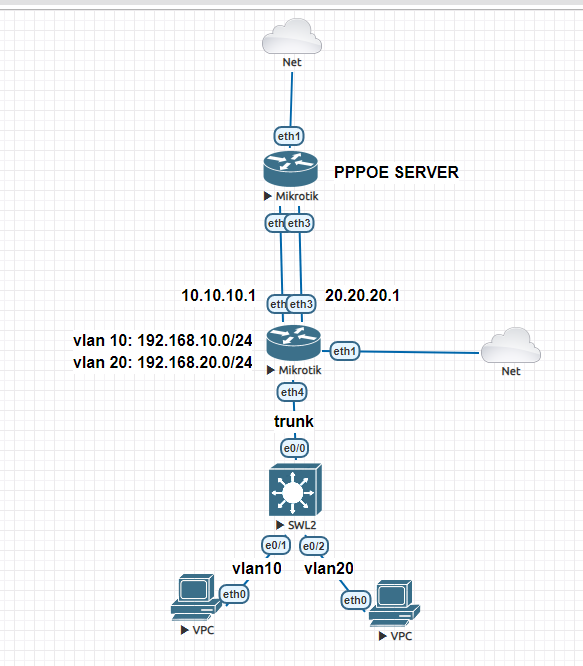 Net
eth1
PPPOE SERVER
Mikrotik
eth
eth3
10.10.10.1
eth
eth3
20.20.20.1
vlan 10: 192.168.10.0/24
vlan 20: 192.168.20.0/24
eth1
Mikrotik
Net
eth4
trunk
e0/0
SWL2
e0/1
e0/2
vlan10
vlan20
eth0
eth0
VPC
VPC